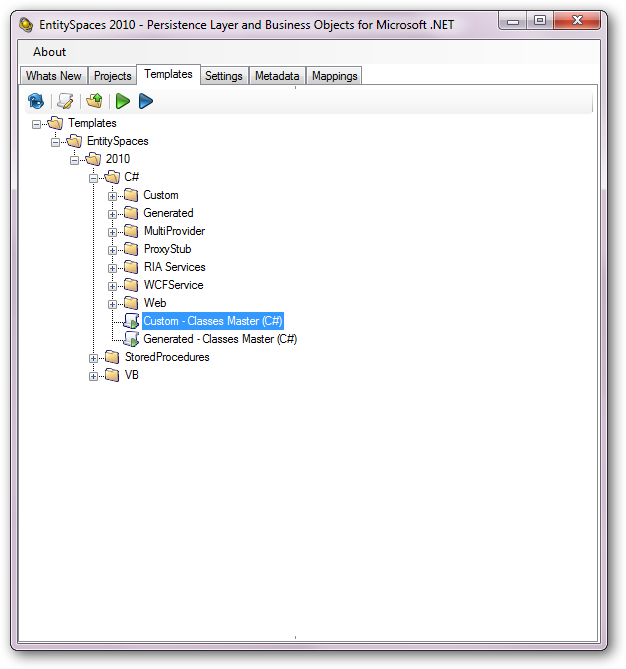 EntitySpaces 2010 - Persistence Layer and Business Objects for Microsoft .NET
About
Whats New Projects Templates Settings Metadata Mappings
Templates
EntitySpaces
2010
C#
Custom
Generated
MultiProvider
ProxyStub
RIA Services
WCFService
Web
Custom - Classes Master (C#)
Generated - Classes Master (C#)
StoredProcedures
VB